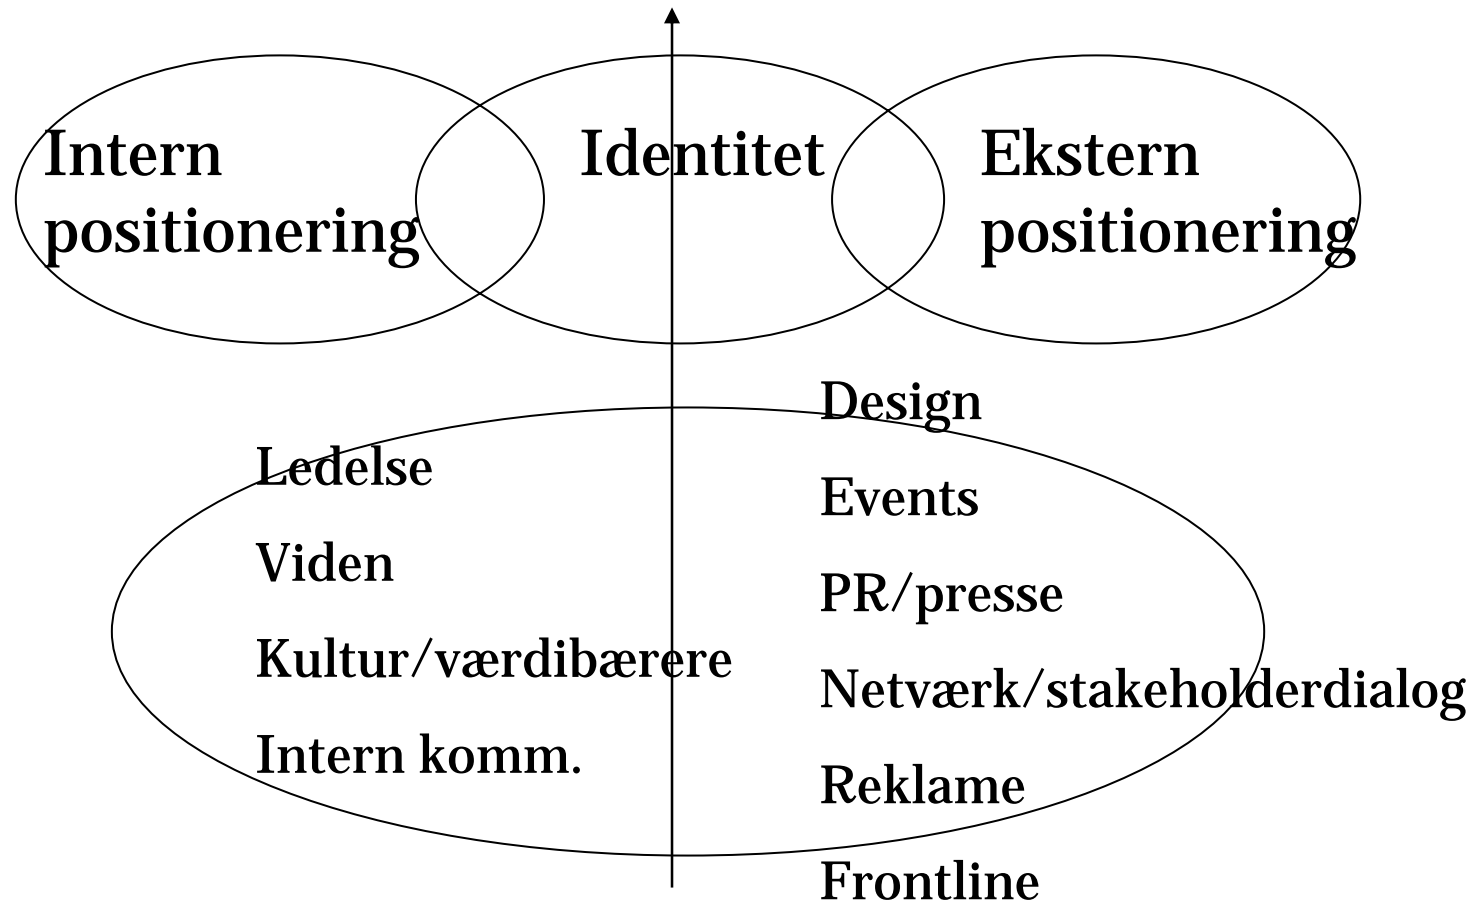 Intern
positionering
Identitet
Ekstern
positionering
Ledelse
Viden
Kultur/værdibærere
Intern komm.
Design
Events
PR/presse
Netværk/stakeholderdialog
Reklame
Frontline